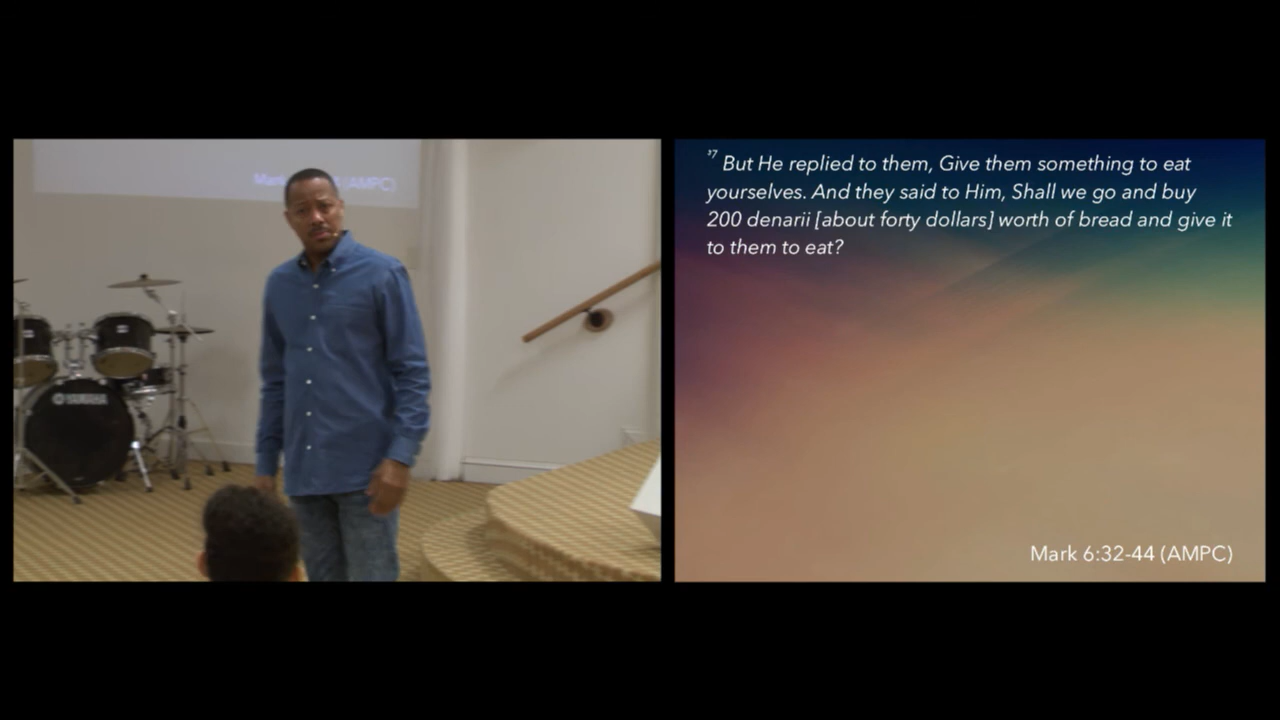 Mar
(AMPC)
YAMAHA
³⁷ But He replied to them, Give them something to eat
yourselves. And they said to Him, Shall we go and buy
200 denarii [about forty dollars] worth of bread and give it
to them to eat?
Mark 6:32-44 (AMPC)